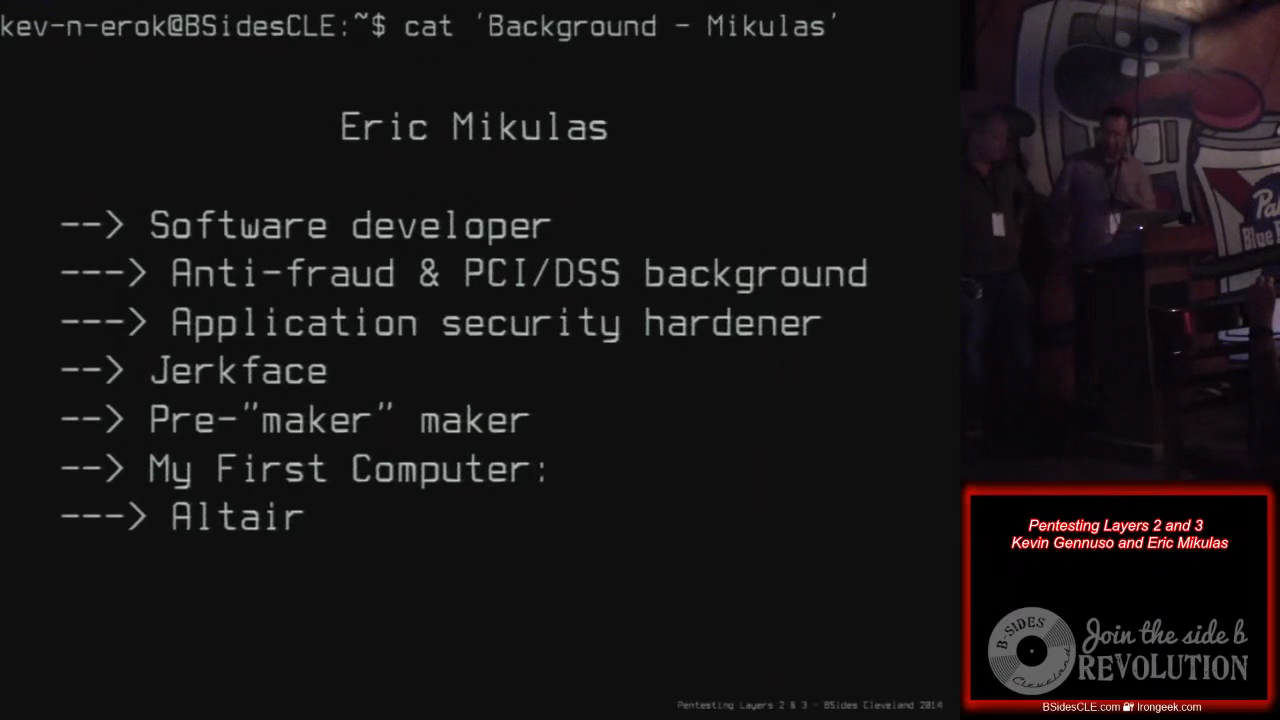 kev-n-erok@BSidesCLE:~$ cat 'Background - Mikulas'
Eric Mikulas
--> Software developer
---> Anti-fraud & PCI/DSS background
---> Application security hardener
--> Jerkface
--> Pre-"maker" maker
--> My First Computer:
---> Altair
Pentesting Layers 2 & 3 - BSides Cleveland 2014
Blue
Pentesting Layers 2 and 3
Kevin Gennuso and Eric Mikulas
B-SIDES
Cleveland
Join the side b
REVOLUTION
BSidesCLE.com Irongeek.com